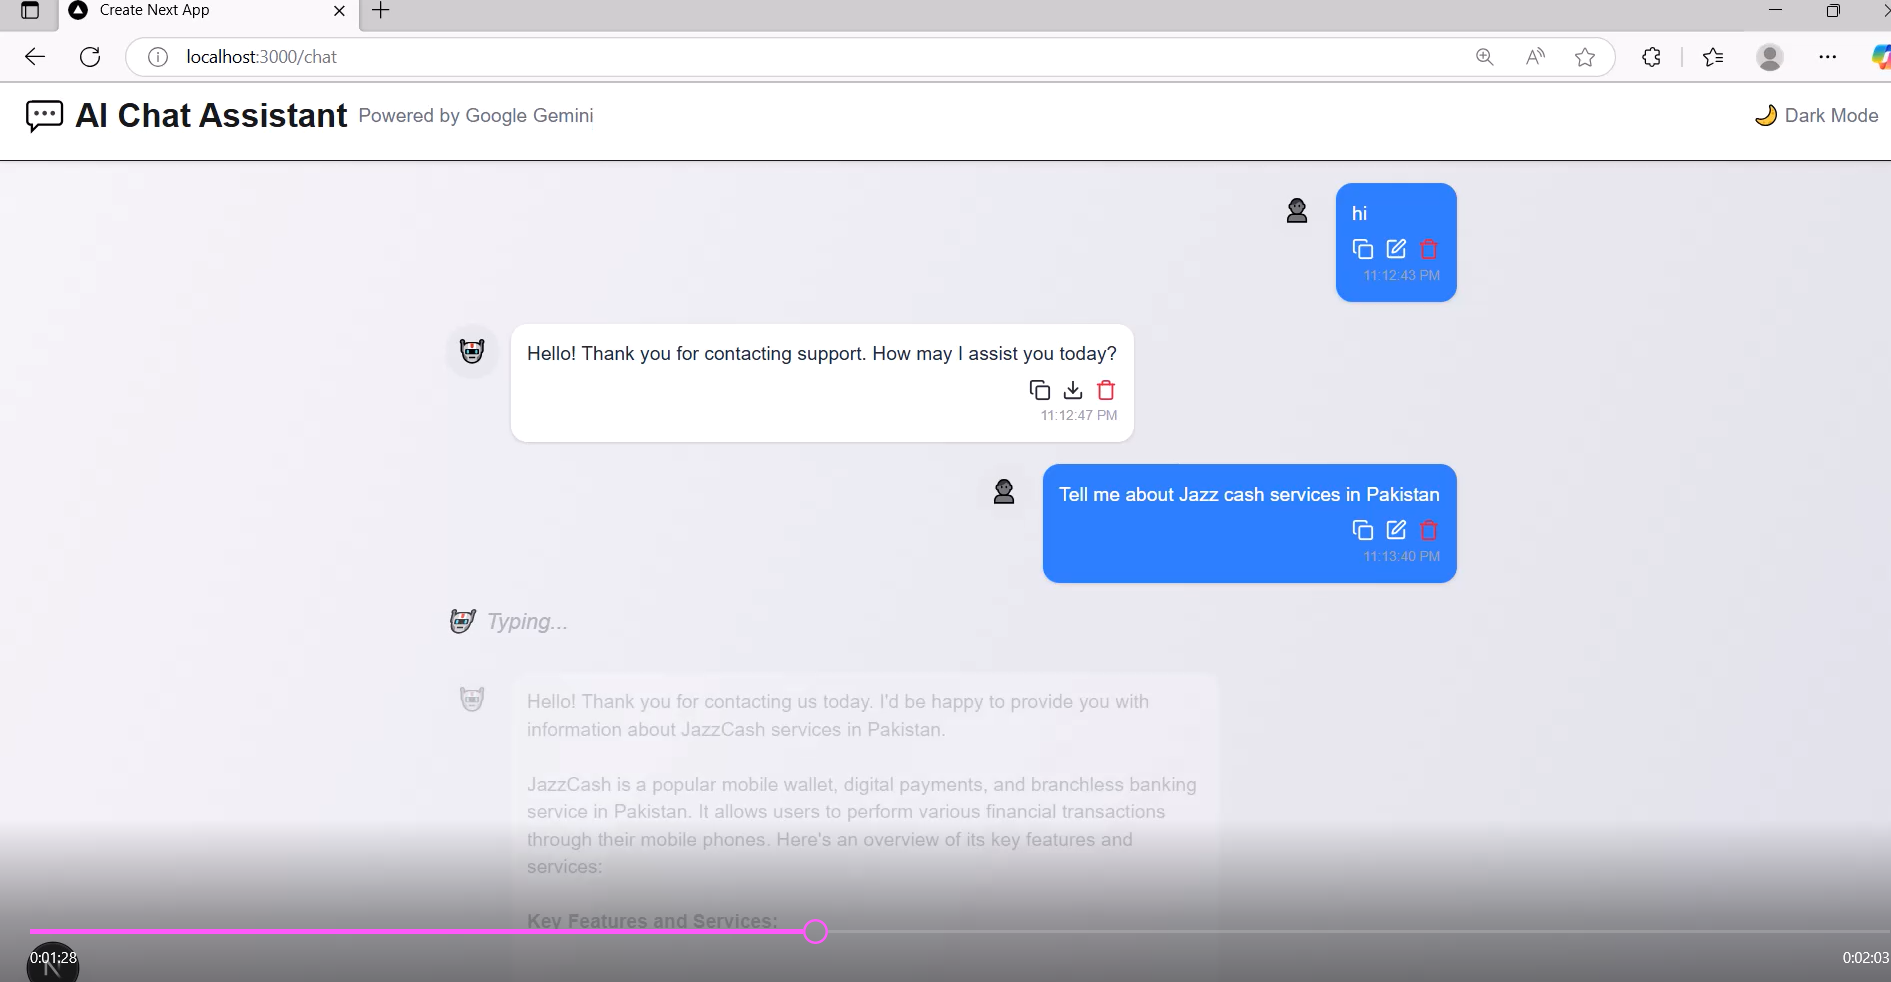 Create Next App
localhost:3000/chat
AI Chat Assistant Powered by Google Gemini
🌙 Dark Mode
hi
11:12:43 PM
Hello! Thank you for contacting support. How may I assist you today?
11:12:47 PM
Tell me about Jazz cash services in Pakistan
11:13:40 PM
Typing...
Hello! Thank you for contacting us today. I'd be happy to provide you with
information about JazzCash services in Pakistan.
JazzCash is a popular mobile wallet, digital payments, and branchless banking
service in Pakistan. It allows users to perform various financial transactions
through their mobile phones. Here's an overview of its key features and
services:
Key Features and Services:
0:01:28
N
0:02:03